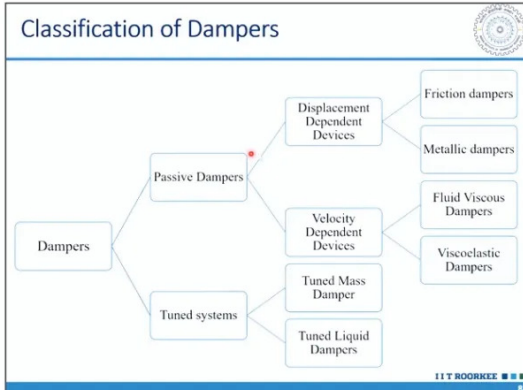 Classification of Dampers
Dampers
Passive Dampers
Tuned systems
Displacement
Dependent
Devices
Velocity
Dependent
Devices
Tuned Mass
Damper
Tuned Liquid
Dampers
Friction dampers
Metallic dampers
Fluid Viscous
Dampers
Viscoelastic
Dampers
IIT ROORKEE